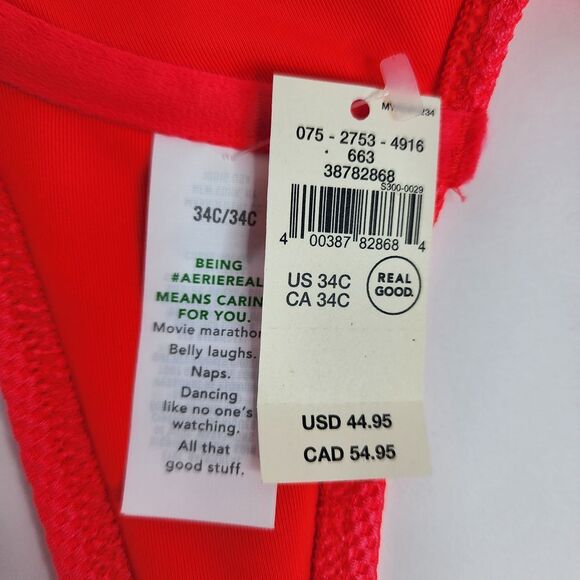 075 - 2753 - 4916
663
38782868
S300-0029
4 00387 82868 4
US 34C
CA 34C
REAL
GOOD.
USD 44.95
CAD 54.95
34C/34C
BEING
#AERIEREAL
MEANS CARIN
FOR YOU.
Movie marathon
Belly laughs.
Naps.
Dancing
like no one's
watching.
All that
good stuff.